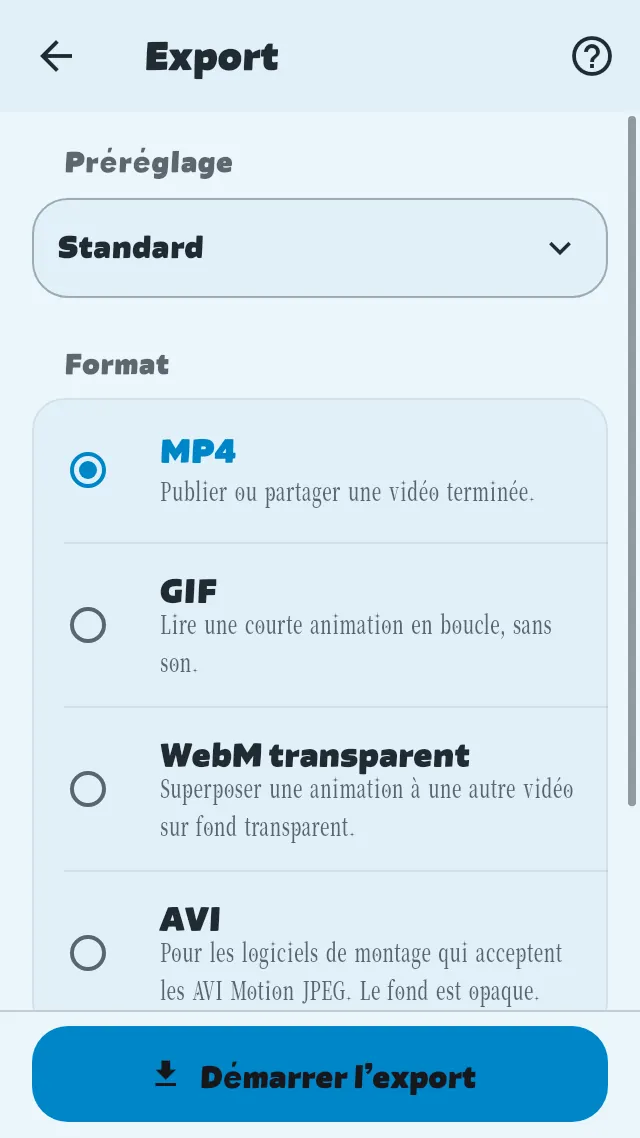 Export
Préréglage
Standard
Format
MP4
Publier ou partager une vidéo terminée.
GIF
Lire une courte animation en boucle, sans
son.
WebM transparent
Superposer une animation à une autre vidéo
sur fond transparent.
AVI
Pour les logiciels de montage qui acceptent
les AVI Motion JPEG. Le fond est opaque.
Démarrer l’export